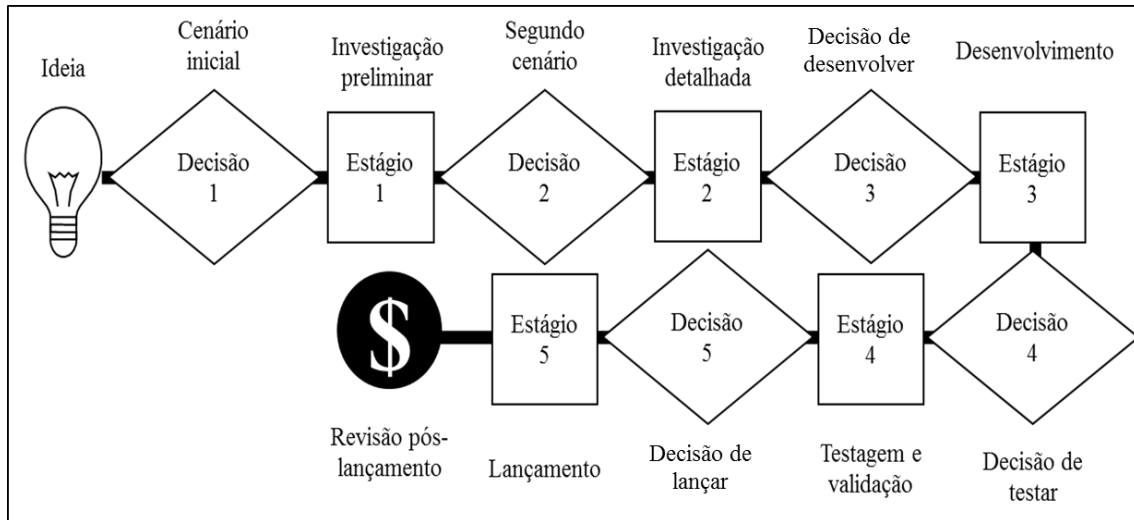 Ideia
Cenário
inicial
Investigação
preliminar
Segundo
cenário
Investigação
detalhada
Decisão de
desenvolver
Desenvolvimento
Decisão
1
Estágio
1
Decisão
2
Estágio
2
Decisão
3
Estágio
3
$
Estágio
5
Decisão
5
Estágio
4
Decisão
4
Revisão pós-
lançamento
Lançamento
Decisão de
lançar
Testagem e
validação
Decisão de
testar